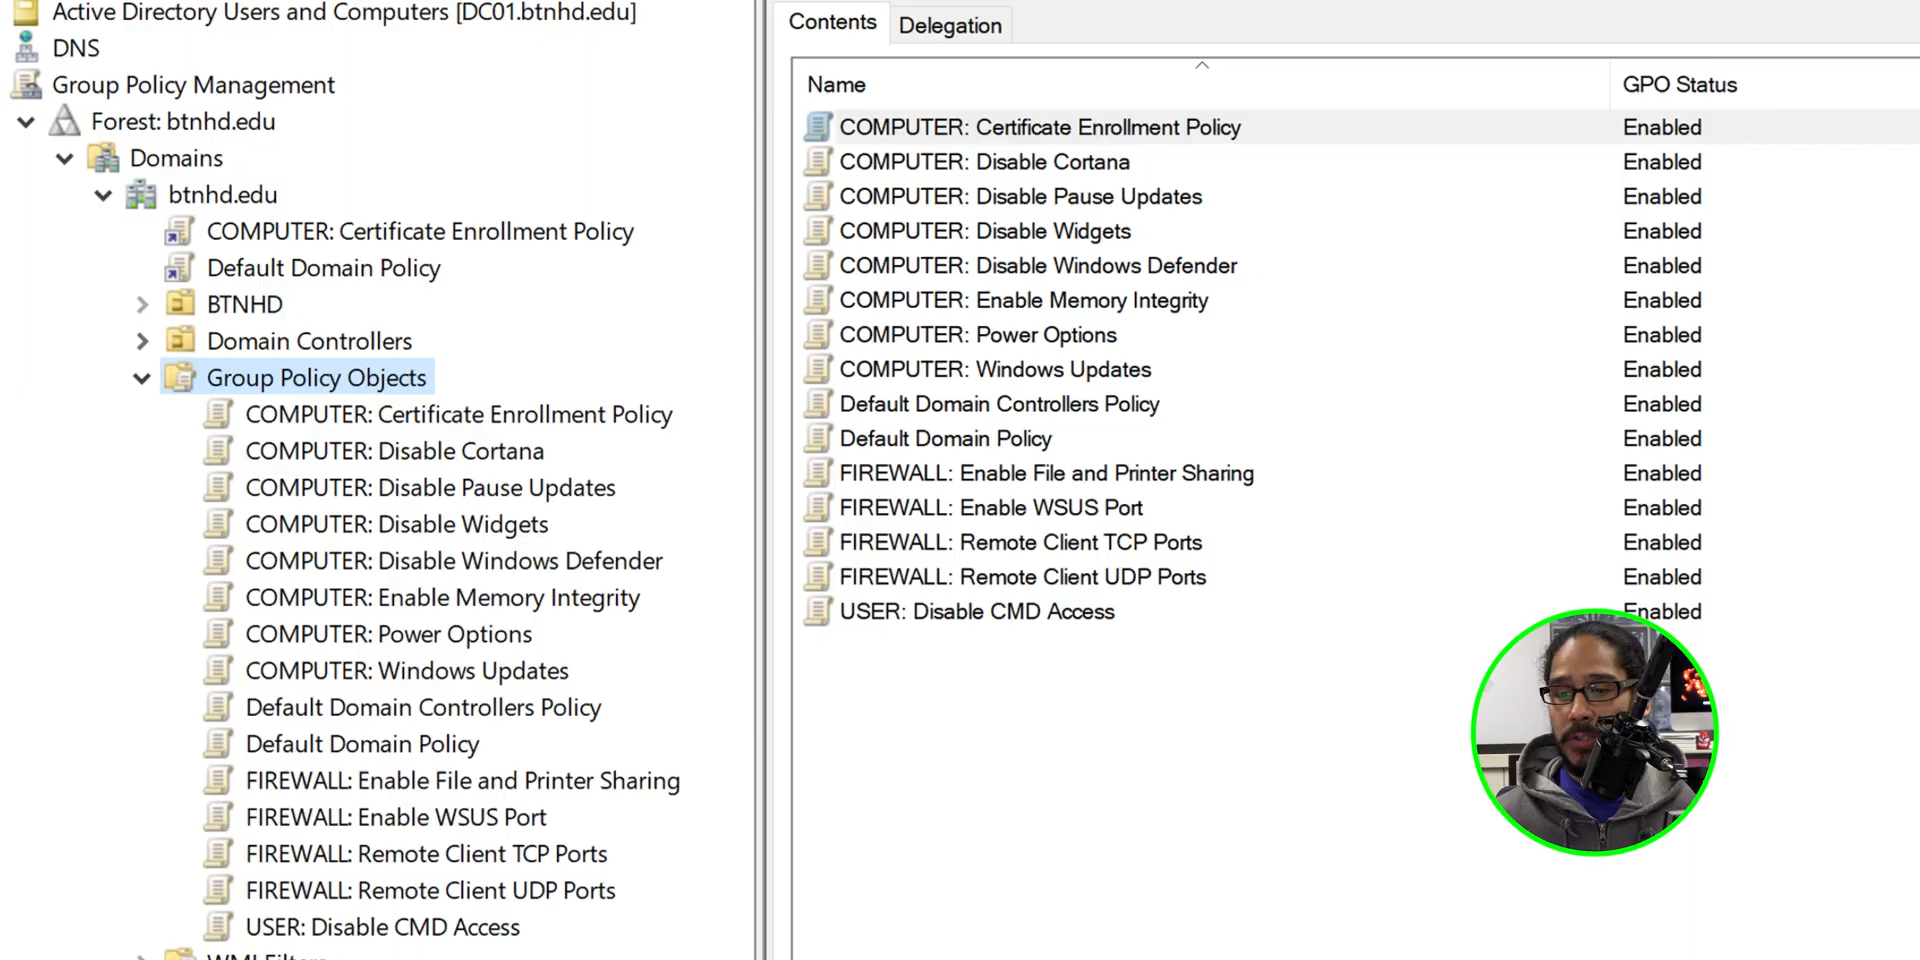 Active Directory Users and Computers [DC01.btnhd.edu]
DNS
Group Policy Management
Forest: btnhd.edu
Domains
btnhd.edu
COMPUTER: Certificate Enrollment Policy
Default Domain Policy
BTNHD
Domain Controllers
Group Policy Objects
COMPUTER: Certificate Enrollment Policy
COMPUTER: Disable Cortana
COMPUTER: Disable Pause Updates
COMPUTER: Disable Widgets
COMPUTER: Disable Windows Defender
COMPUTER: Enable Memory Integrity
COMPUTER: Power Options
COMPUTER: Windows Updates
Default Domain Controllers Policy
Default Domain Policy
FIREWALL: Enable File and Printer Sharing
FIREWALL: Enable WSUS Port
FIREWALL: Remote Client TCP Ports
FIREWALL: Remote Client UDP Ports
USER: Disable CMD Access
WMI Filters
Contents Delegation
Name GPO Status
COMPUTER: Certificate Enrollment Policy Enabled
COMPUTER: Disable Cortana Enabled
COMPUTER: Disable Pause Updates Enabled
COMPUTER: Disable Widgets Enabled
COMPUTER: Disable Windows Defender Enabled
COMPUTER: Enable Memory Integrity Enabled
COMPUTER: Power Options Enabled
COMPUTER: Windows Updates Enabled
Default Domain Controllers Policy Enabled
Default Domain Policy Enabled
FIREWALL: Enable File and Printer Sharing Enabled
FIREWALL: Enable WSUS Port Enabled
FIREWALL: Remote Client TCP Ports Enabled
FIREWALL: Remote Client UDP Ports Enabled
USER: Disable CMD Access Enabled